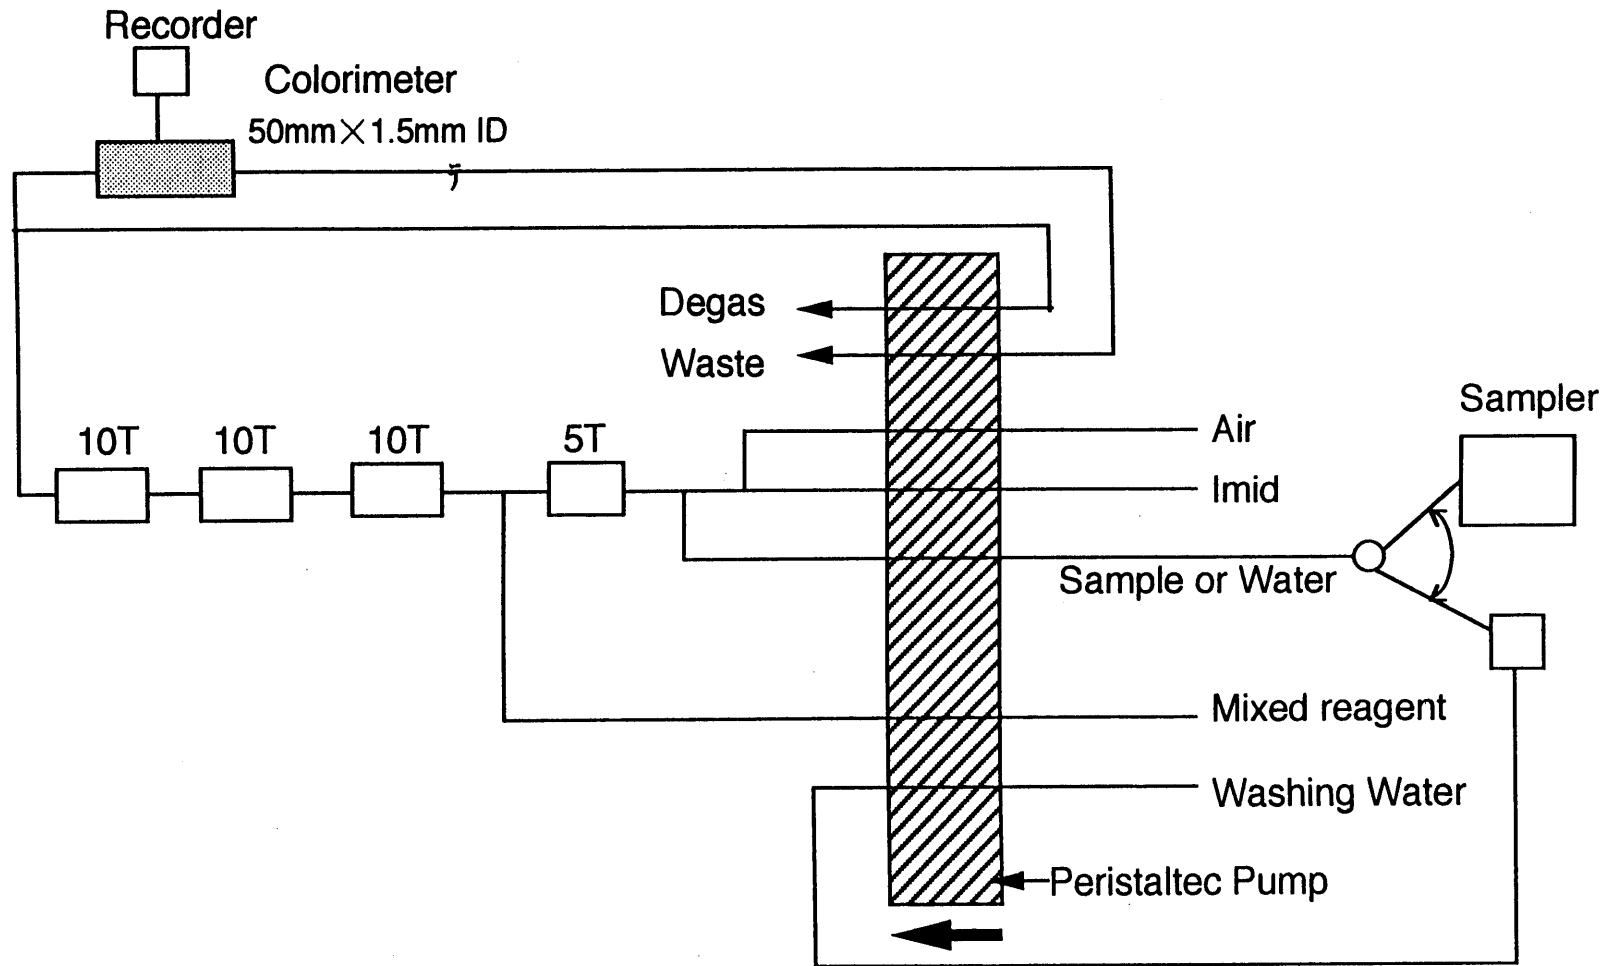 Recorder
Colorimeter
50mm×1.5mm ID
Degas
Waste
Sampler
Air
10T 10T 10T 5T
Imid
Sample or Water
Mixed reagent
Washing Water
Peristaltec Pump